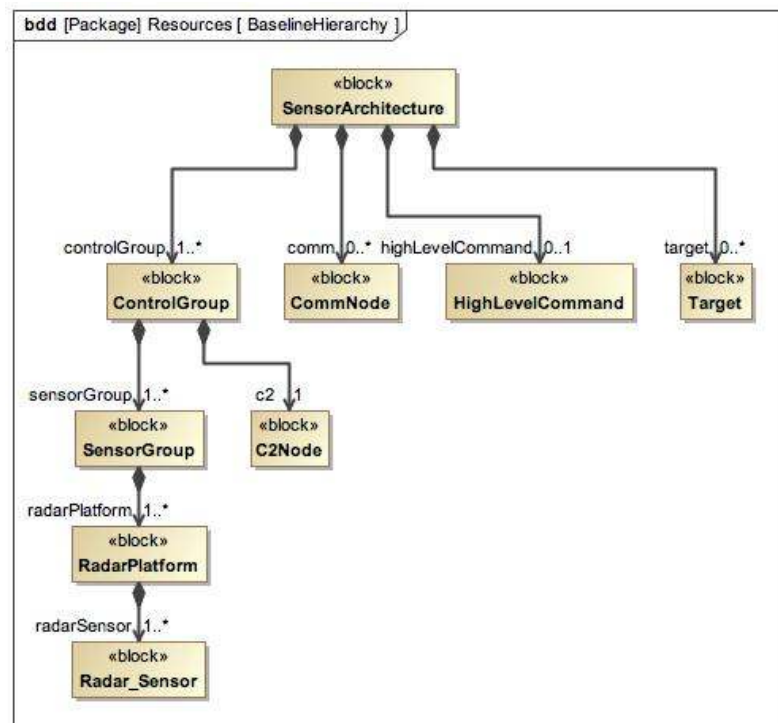 bdd [Package] Resources [ BaselineHierarchy ]
«block»
SensorArchitecture
controlGroup 1..* comm 0..* highLevelCommand 0..1 target 0..*
«block» «block» «block» «block»
ControlGroup CommNode HighLevelCommand Target
sensorGroup 1..* c2 1
«block» «block»
SensorGroup C2Node
radarPlatform 1..*
«block»
RadarPlatform
radarSensor 1..*
«block»
Radar_Sensor